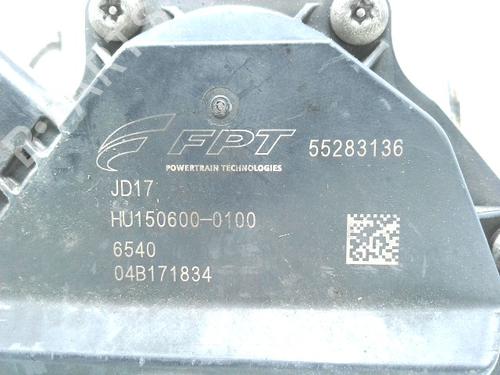 FPT
POWERTRAIN TECHNOLOGIES
55283136
JD17
HU150600-0100
6540
04B171834